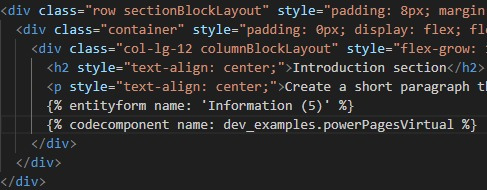 <div class="row sectionBlockLayout" style="padding: 8px; margin
<div class="container" style="padding: 0px; display: flex; fl
<div class="col-lg-12 columnBlockLayout" style="flex-grow:
<h2 style="text-align: center;">Introduction section</h2>
<p style="text-align: center;">Create a short paragraph th
{% entityform name: 'Information (5)' %}
{% codecomponent name: dev_examples.powerPagesVirtual %}
</div>
</div>
</div>